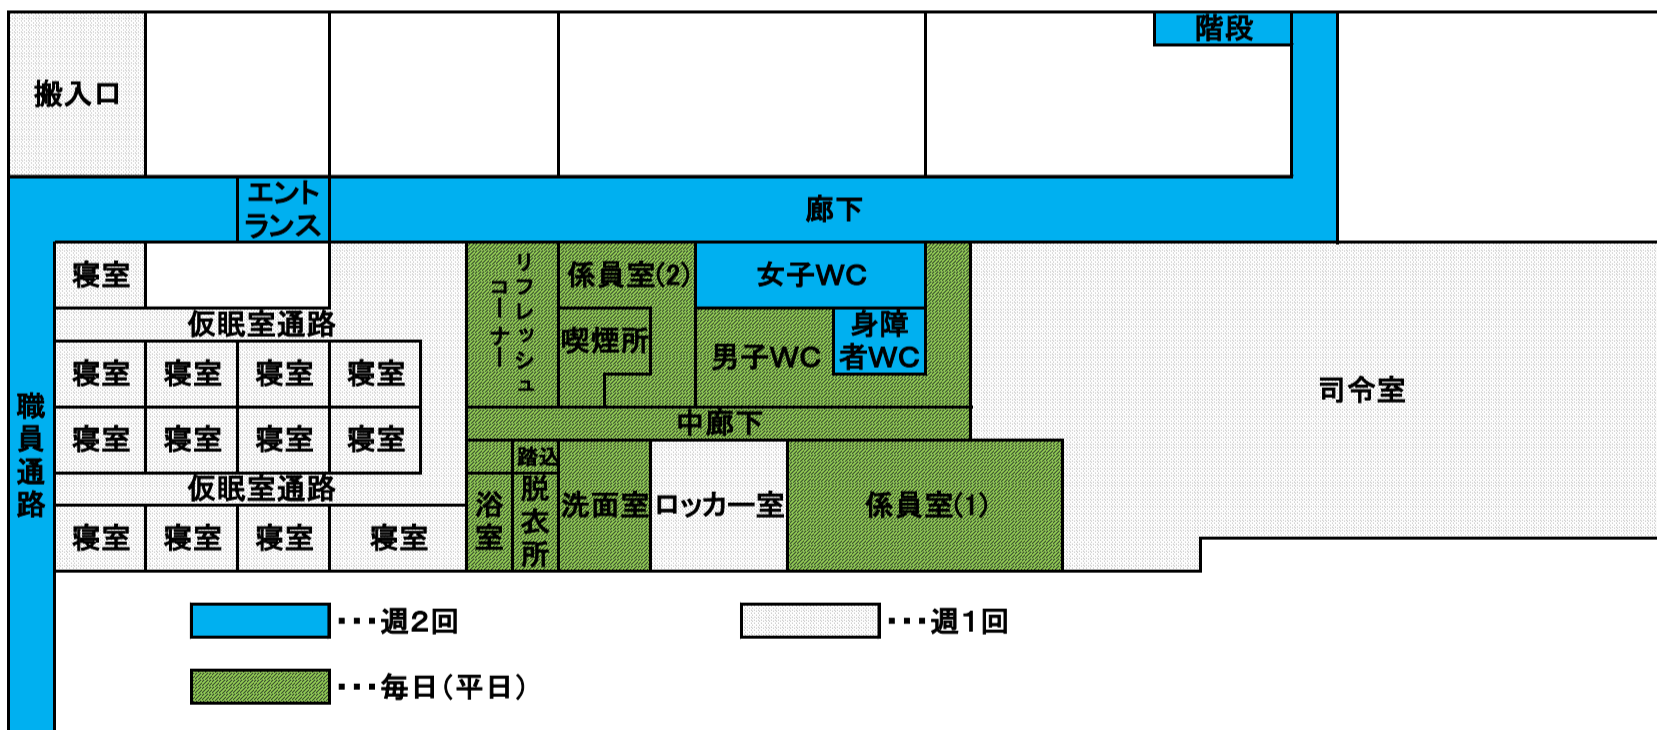 階段
搬入口
エント
ランス
廊下
寝室
リフレッシュ
コーナー
係員室(2)
女子WC
仮眠室通路
喫煙所
身障
者WC
男子WC
寝室 寝室 寝室 寝室
司令室
職員通路
中廊下
寝室 寝室 寝室 寝室
踏込
仮眠室通路
浴室
脱衣所
洗面室
ロッカー室
係員室(1)
寝室 寝室 寝室 寝室
・・・週2回
・・・週1回
・・・毎日(平日)